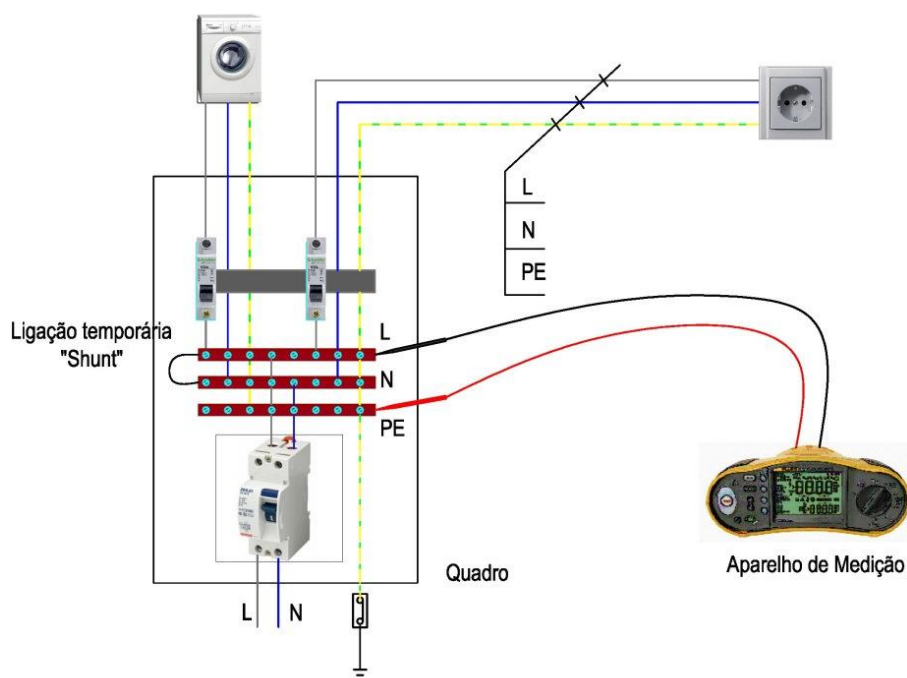 L
N
PE
Ligação temporária
"Shunt"
L
N
PE
L N
Quadro
Aparelho de Medição